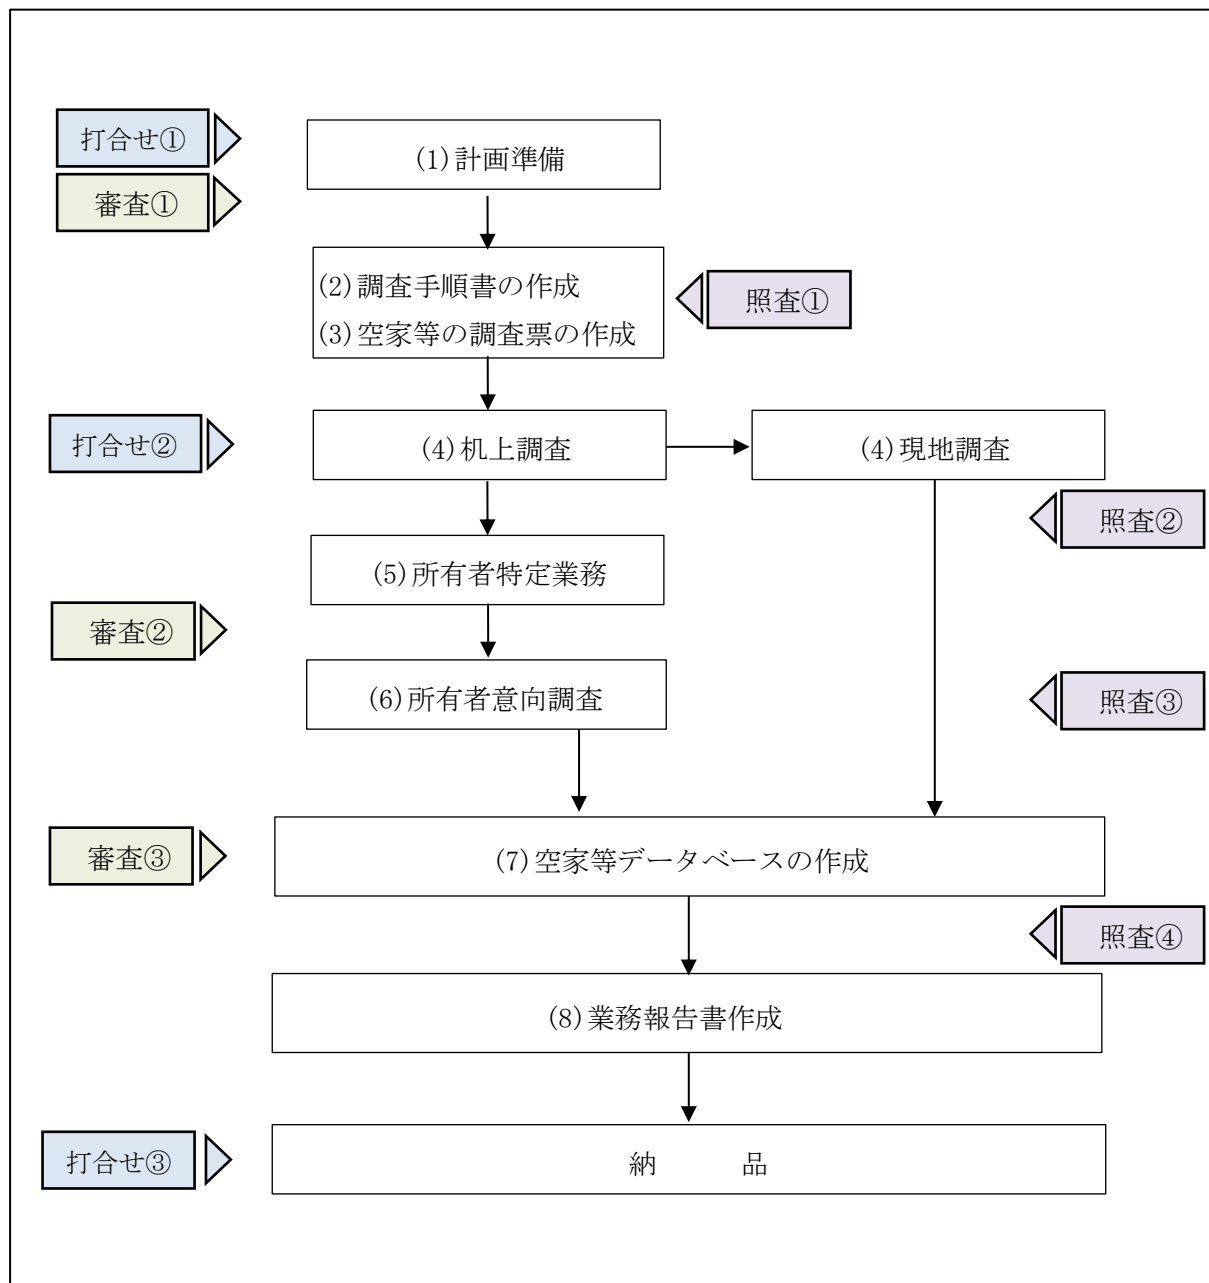 打合せ①
(1)計画準備
審査①
(2)調査手順書の作成
照査①
(3)空家等の調査票の作成
打合せ②
(4)机上調査
(4)現地調査
照査②
(5)所有者特定業務
審査②
(6)所有者意向調査
照査③
審査③
(7)空家等データベースの作成
照査④
(8)業務報告書作成
打合せ③
納　　　品